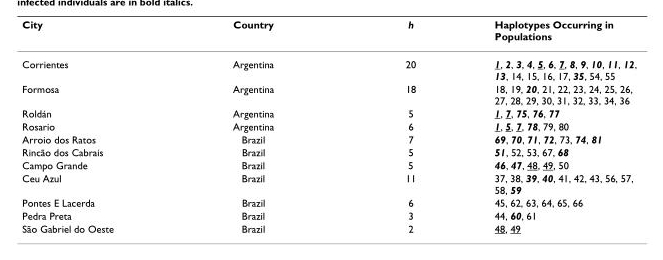 infected individuals are in bold italics.
City Country h Haplotypes Occurring in
Populations
Corrientes Argentina 20 1, 2, 3, 4, 5, 6, 7, 8, 9, 10, 11, 12,
13, 14, 15, 16, 17, 35, 54, 55
Formosa Argentina 18 18, 19, 20, 21, 22, 23, 24, 25, 26,
27, 28, 29, 30, 31, 32, 33, 34, 36
Roldán Argentina 5 1, 7, 75, 76, 77
Rosario Argentina 6 1, 5, 7, 78, 79, 80
Arroio dos Ratos Brazil 7 69, 70, 71, 72, 73, 74, 81
Rincão dos Cabrais Brazil 5 51, 52, 53, 67, 68
Campo Grande Brazil 5 46, 47, 48, 49, 50
Ceu Azul Brazil 11 37, 38, 39, 40, 41, 42, 43, 56, 57,
58, 59
Pontes E Lacerda Brazil 6 45, 62, 63, 64, 65, 66
Pedra Preta Brazil 3 44, 60, 61
São Gabriel do Oeste Brazil 2 48, 49